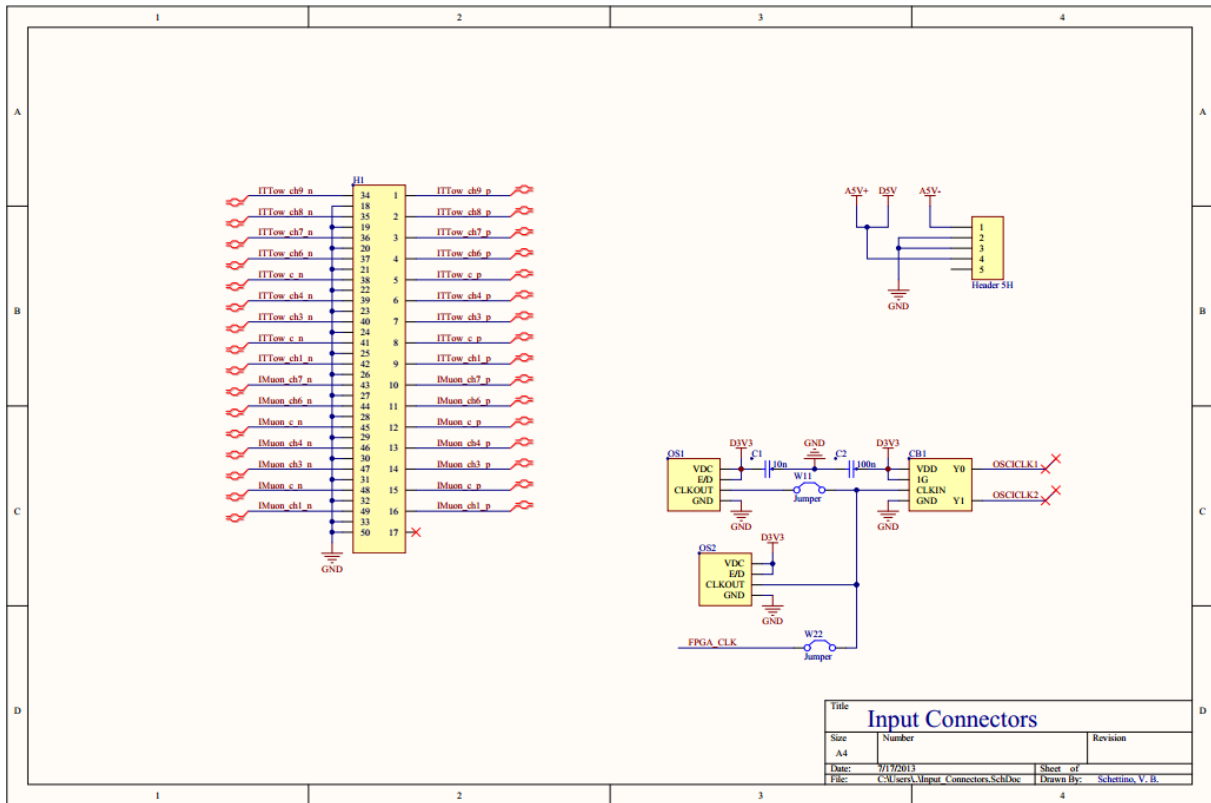 1 2 3 4
A A
B B
C C
D D
1 2 3 4
H1
ITTow_ch9_n 34 1 ITTow_ch9_p
18
ITTow_ch8_n 35 2 ITTow_ch8_p
19
ITTow_ch7_n 36 3 ITTow_ch7_p
20
ITTow_ch6_n 37 4 ITTow_ch6_p
21
ITTow_c_n 38 5 ITTow_c_p
22
ITTow_ch4_n 39 6 ITTow_ch4_p
23
ITTow_ch3_n 40 7 ITTow_ch3_p
24
ITTow_c_n 41 8 ITTow_c_p
25
ITTow_ch1_n 42 9 ITTow_ch1_p
26
IMuon_ch7_n 43 10 IMuon_ch7_p
27
IMuon_ch6_n 44 11 IMuon_ch6_p
28
IMuon_c_n 45 12 IMuon_c_p
29
IMuon_ch4_n 46 13 IMuon_ch4_p
30
IMuon_ch3_n 47 14 IMuon_ch3_p
31
IMuon_c_n 48 15 IMuon_c_p
32
IMuon_ch1_n 49 16 IMuon_ch1_p
33
50 17
GND
A5V+ D5V A5V-
1
2
3
4
5
Header 5H
GND
D3V3 GND D3V3
OS1 C1 C2 CB1
VDC 10n 100n VDD Y0 OSCICLK1
E/D W11 1G
CLKOUT Jumper CLKIN
GND GND Y1 OSCICLK2
GND GND
D3V3
OS2
VDC
E/D
CLKOUT
GND
GND
FPGA_CLK W22
Jumper
Title
Input Connectors
Size Number Revision
A4
Date: 7/17/2013 Sheet of
File: C:\Users\..\Input_Connectors.SchDoc Drawn By: Schettino, V. B.